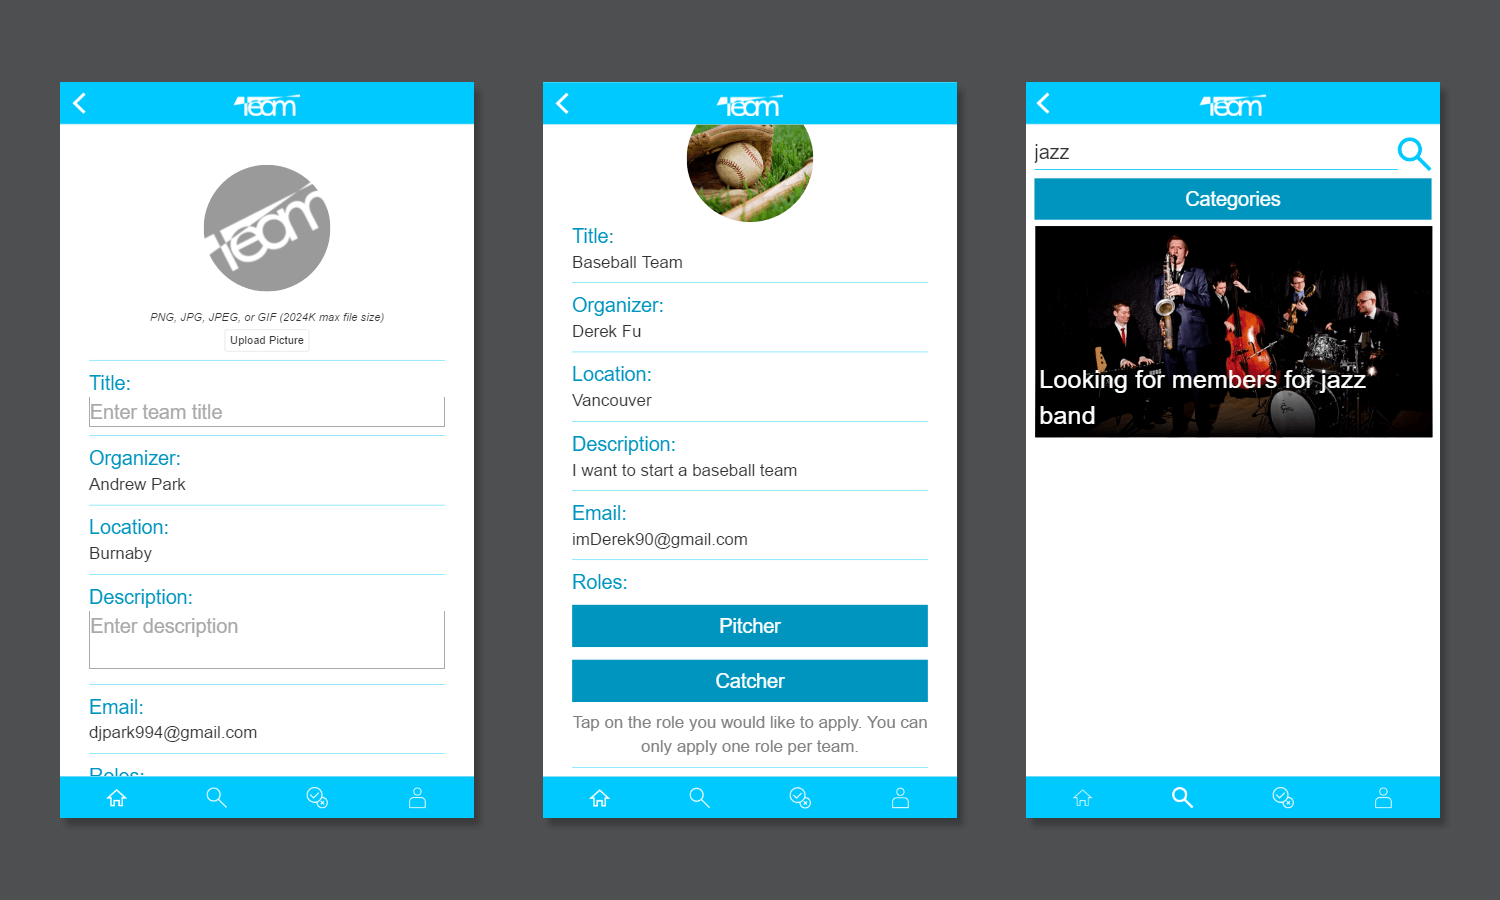 Team
Team
PNG, JPG, JPEG, or GIF (2024K max file size)
Upload Picture
Title:
Enter team title
Organizer:
Andrew Park
Location:
Burnaby
Description:
Enter description
Email:
djpark994@gmail.com
Roles:
Team
Title:
Baseball Team
Organizer:
Derek Fu
Location:
Vancouver
Description:
I want to start a baseball team
Email:
imDerek90@gmail.com
Roles:
Pitcher
Catcher
Tap on the role you would like to apply. You can
only apply one role per team.
Team
jazz
Categories
Looking for members for jazz
band